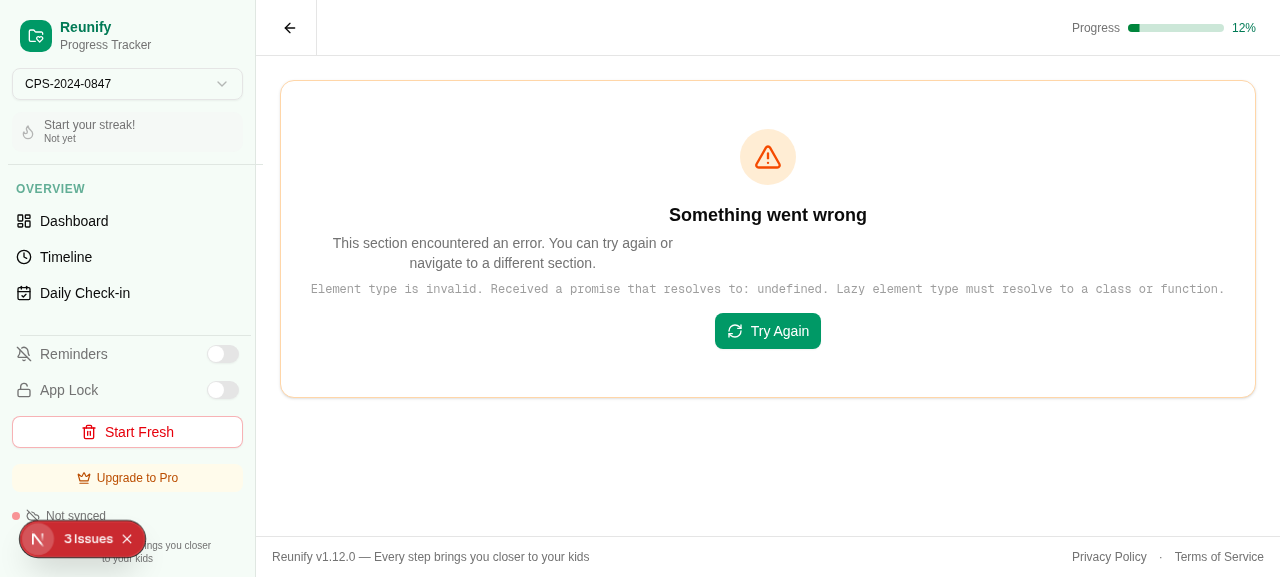 Reunify
Progress Tracker
CPS-2024-0847
Start your streak!
Not yet
OVERVIEW
Dashboard
Timeline
Daily Check-in
Reminders
App Lock
Start Fresh
Upgrade to Pro
Not synced
3 Issues
ings you closer
to your kids
Progress
12%
Something went wrong
This section encountered an error. You can try again or
navigate to a different section.
Element type is invalid. Received a promise that resolves to: undefined. Lazy element type must resolve to a class or function.
Try Again
Reunify v1.12.0 — Every step brings you closer to your kids
Privacy Policy · Terms of Service